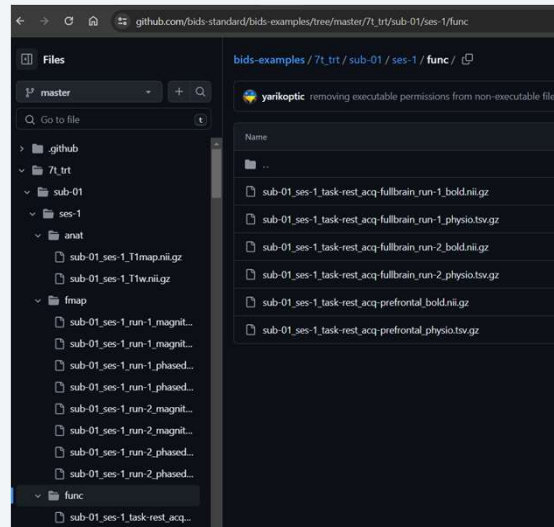 github.com/bids-standard/bids-examples/tree/master/7t_trt/sub-01/ses-1/func
Files
master
Go to file
t
.github
7t_trt
sub-01
ses-1
anat
sub-01_ses-1_T1map.nii.gz
sub-01_ses-1_T1w.nii.gz
fmap
sub-01_ses-1_run-1_magnit...
sub-01_ses-1_run-1_magnit...
sub-01_ses-1_run-1_phased...
sub-01_ses-1_run-1_phased...
sub-01_ses-1_run-2_magnit...
sub-01_ses-1_run-2_magnit...
sub-01_ses-1_run-2_phased...
sub-01_ses-1_run-2_phased...
func
sub-01_ses-1_task-rest_acq...
bids-examples / 7t_trt / sub-01 / ses-1 / func /
yarikoptic removing executable permissions from non-executable file
Name
..
sub-01_ses-1_task-rest_acq-fullbrain_run-1_bold.nii.gz
sub-01_ses-1_task-rest_acq-fullbrain_run-1_physio.tsv.gz
sub-01_ses-1_task-rest_acq-fullbrain_run-2_bold.nii.gz
sub-01_ses-1_task-rest_acq-fullbrain_run-2_physio.tsv.gz
sub-01_ses-1_task-rest_acq-prefrontal_bold.nii.gz
sub-01_ses-1_task-rest_acq-prefrontal_physio.tsv.gz